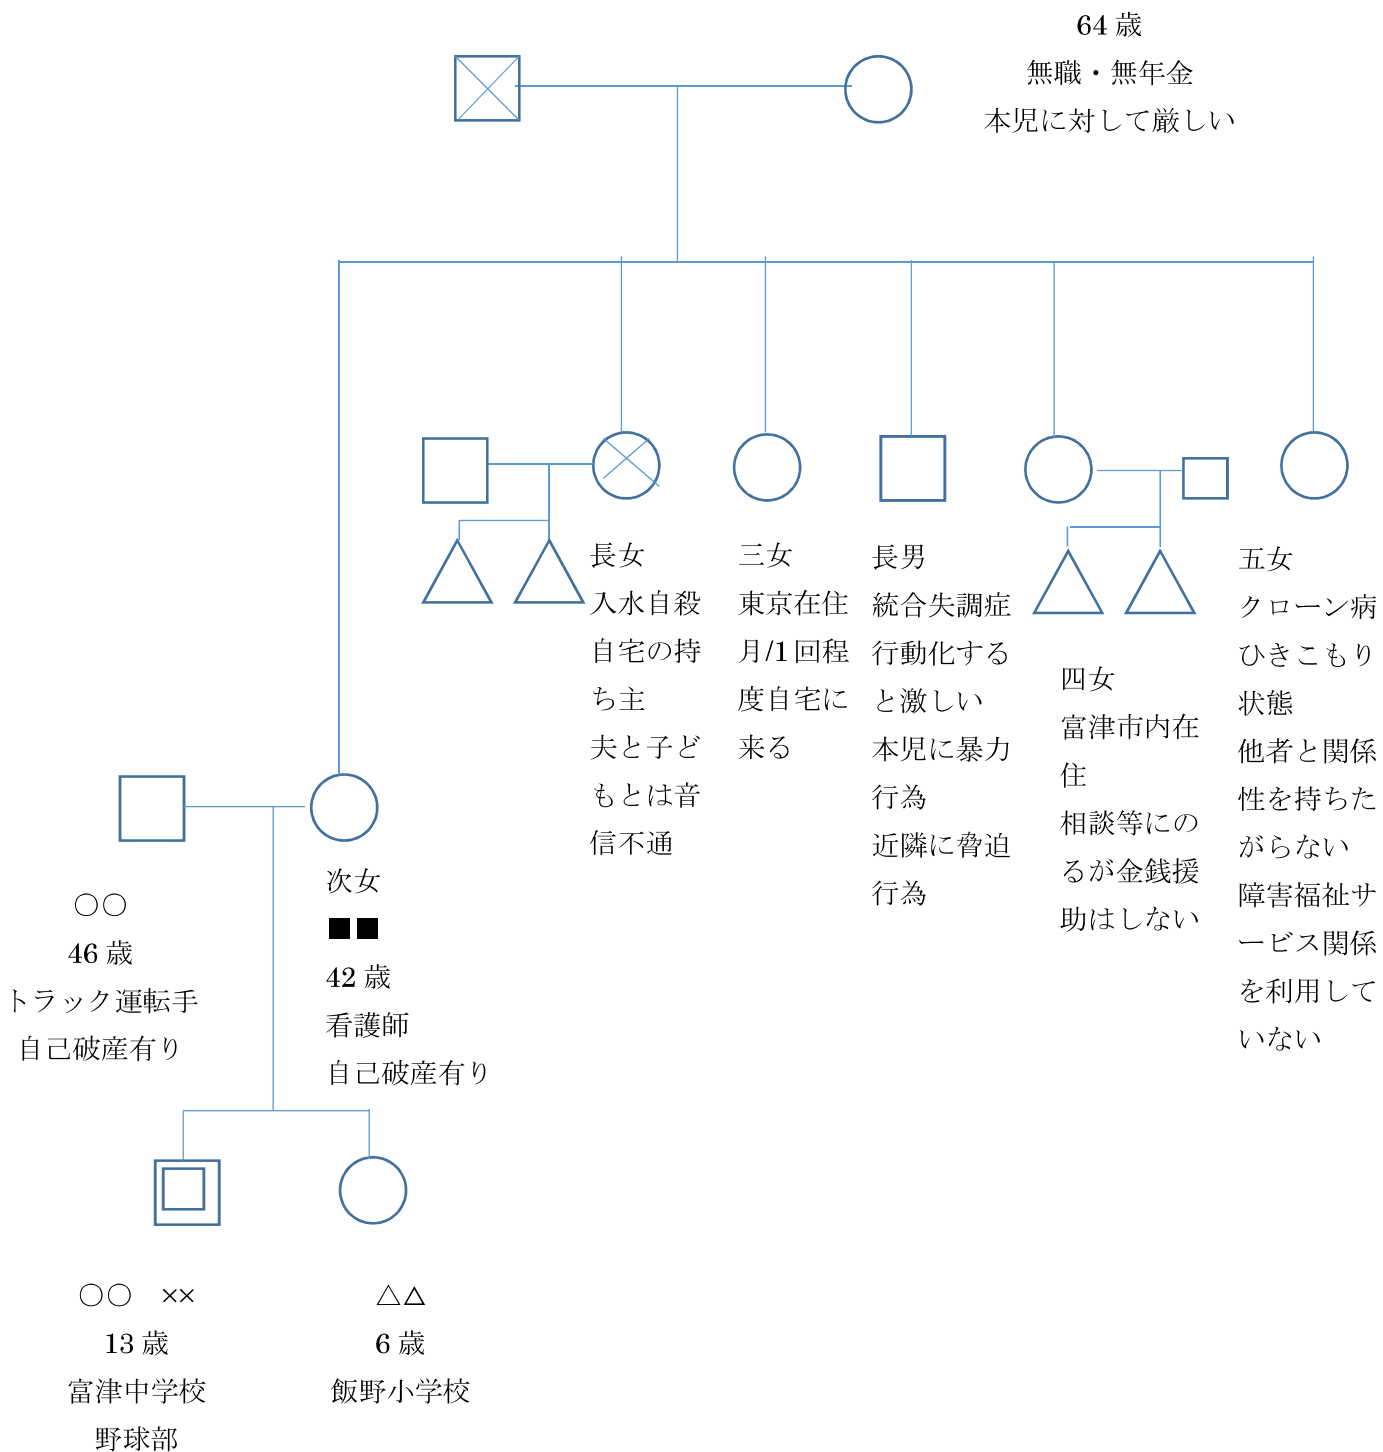 64 歳
無職・無年金
本児に対して厳しい
長女
入水自殺
自宅の持
ち主
夫と子ど
もとは音
信不通
三女
東京在住
月/1 回程
度自宅に
来る
長男
統合失調症
行動化する
と激しい
本児に暴力
行為
近隣に脅迫
行為
四女
富津市内在
住
相談等にの
るが金銭援
助はしない
五女
クローン病
ひきこもり
状態
他者と関係
性を持ちた
がらない
障害福祉サ
ービス関係
を利用して
いない
〇〇
46 歳
トラック運転手
自己破産有り
次女
■■
42 歳
看護師
自己破産有り
〇〇　××
13 歳
富津中学校
野球部
△△
6 歳
飯野小学校